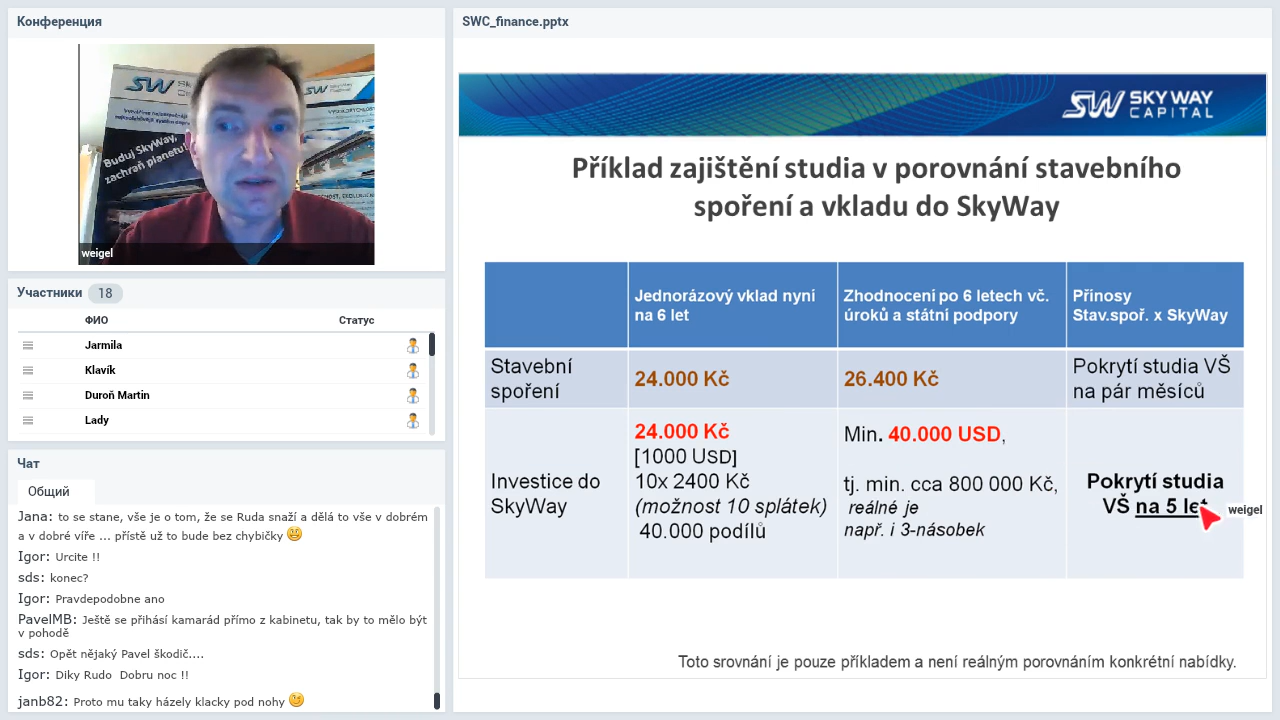 Конференция
SW
Buduj SkyWay,
zachraň planetu!
weigel
Участники 18
ФИО Статус
Jarmila
Klavík
Duroň Martin
Lady
Чат
Общий
Jana: to se stane, vše je o tom, že se Ruda snaží a dělá to vše v dobrém
a v dobré víře ... přístě už to bude bez chybičky
Igor: Urcite !!
sds: konec?
Igor: Pravdepodobne ano
PavelMB: Ještě se přihásí kamarád přímo z kabinetu, tak by to mělo být
v pohodě
sds: Opět nějaký Pavel škodič....
Igor: Diky Rudo Dobru noc !!
janb82: Proto mu taky házely klacky pod nohy
SWC_finance.pptx
SW SKY WAY
CAPITAL
Příklad zajištění studia v porovnání stavebního
spoření a vkladu do SkyWay
Jednorázový vklad nyní
na 6 let
Zhodnocení po 6 letech vč.
úroků a státní podpory
Přínosy
Stav.spoř. x SkyWay
Stavební
spoření
24.000 Kč
26.400 Kč
Pokrytí studia VŠ
na pár měsíců
Investice do
SkyWay
24.000 Kč
[1000 USD]
10x 2400 Kč
(možnost 10 splátek)
40.000 podílů
Min. 40.000 USD,
tj. min. cca 800 000 Kč,
reálné je
např. i 3-násobek
Pokrytí studia
VŠ na 5 let
weigel
Toto srovnání je pouze příkladem a není reálným porovnáním konkrétní nabídky.